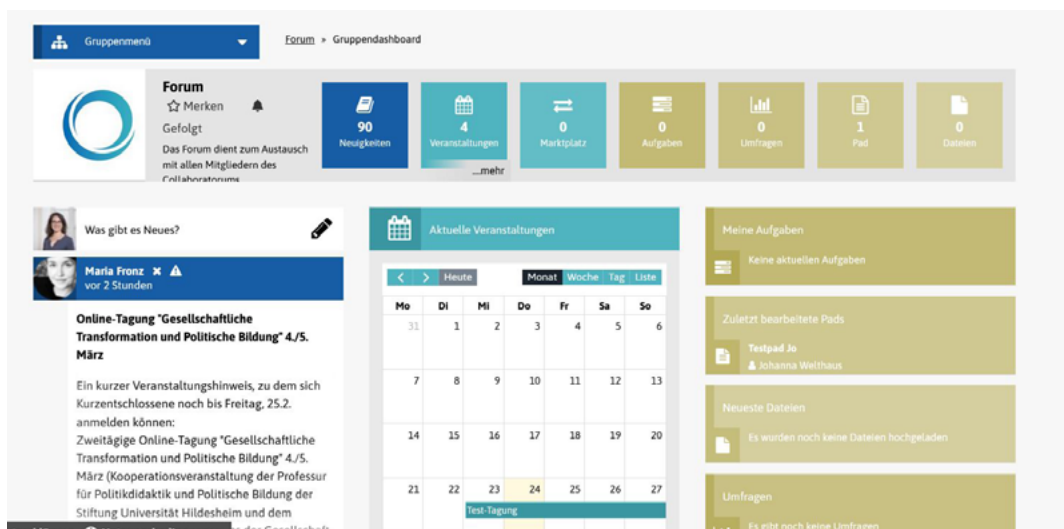 Gruppenmenü
Forum » Gruppendashboard
Forum
Merken
Gefolgt
Das Forum dient zum Austausch
mit allen Mitgliedern des
Collaboratoriums
90
Neuigkeiten
4
Veranstaltungen
...mehr
0
Marktplatz
0
Aufgaben
0
Umfragen
1
Pad
0
Dateien
Was gibt es Neues?
Maria Fronz
vor 2 Stunden
Online-Tagung "Gesellschaftliche
Transformation und Politische Bildung" 4./5.
März
Ein kurzer Veranstaltungshinweis, zu dem sich
Kurzentschlossene noch bis Freitag, 25.2.
anmelden können:
Zweitägige Online-Tagung "Gesellschaftliche
Transformation und Politische Bildung" 4./5.
März (Kooperationsveranstaltung der Professur
für Politikdidaktik und Politische Bildung der
Stiftung Universität Hildesheim und dem
Aktuelle Veranstaltungen
Heute
Monat Woche Tag Liste
Mo Di Mi Do Fr Sa So
31 1 2 3 4 5 6
7 8 9 10 11 12 13
14 15 16 17 18 19 20
21 22 23 24 25 26 27
Test-Tagung
Meine Aufgaben
Keine aktuellen Aufgaben
Zuletzt bearbeitete Pads
Testpad Jo
Johanna Welthaus
Neueste Dateien
Es wurden noch keine Dateien hochgeladen
Umfragen
Es gibt noch keine Umfragen